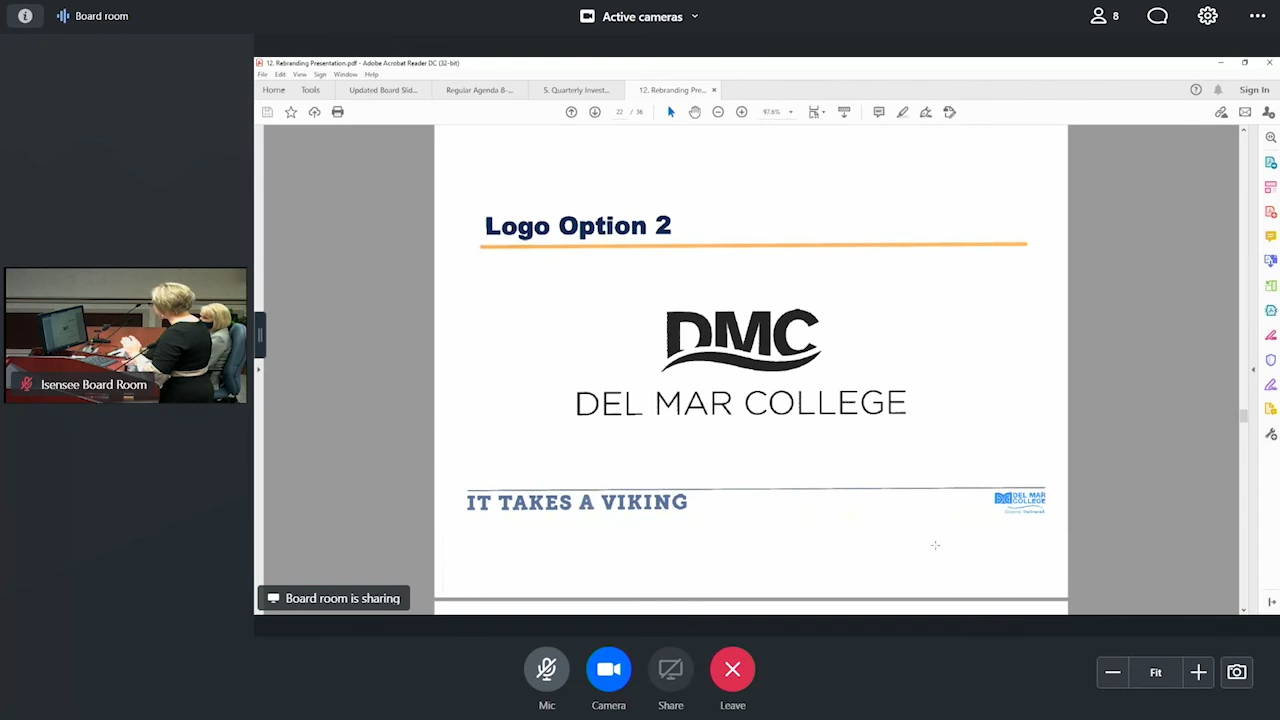 Board room
Active cameras
8
12. Rebranding Presentation.pdf - Adobe Acrobat Reader DC (32-bit)
File Edit View Sign Window Help
Home Tools Updated Board Slid... Regular Agenda 8-... 5. Quarterly Invest... 12. Rebranding Pre... × Sign In
22 / 36 97.6%
Logo Option 2
DMC
DEL MAR COLLEGE
IT TAKES A VIKING
DEL MAR
COLLEGE
Isensee Board Room
Board room is sharing
Mic Camera Share Leave
Fit